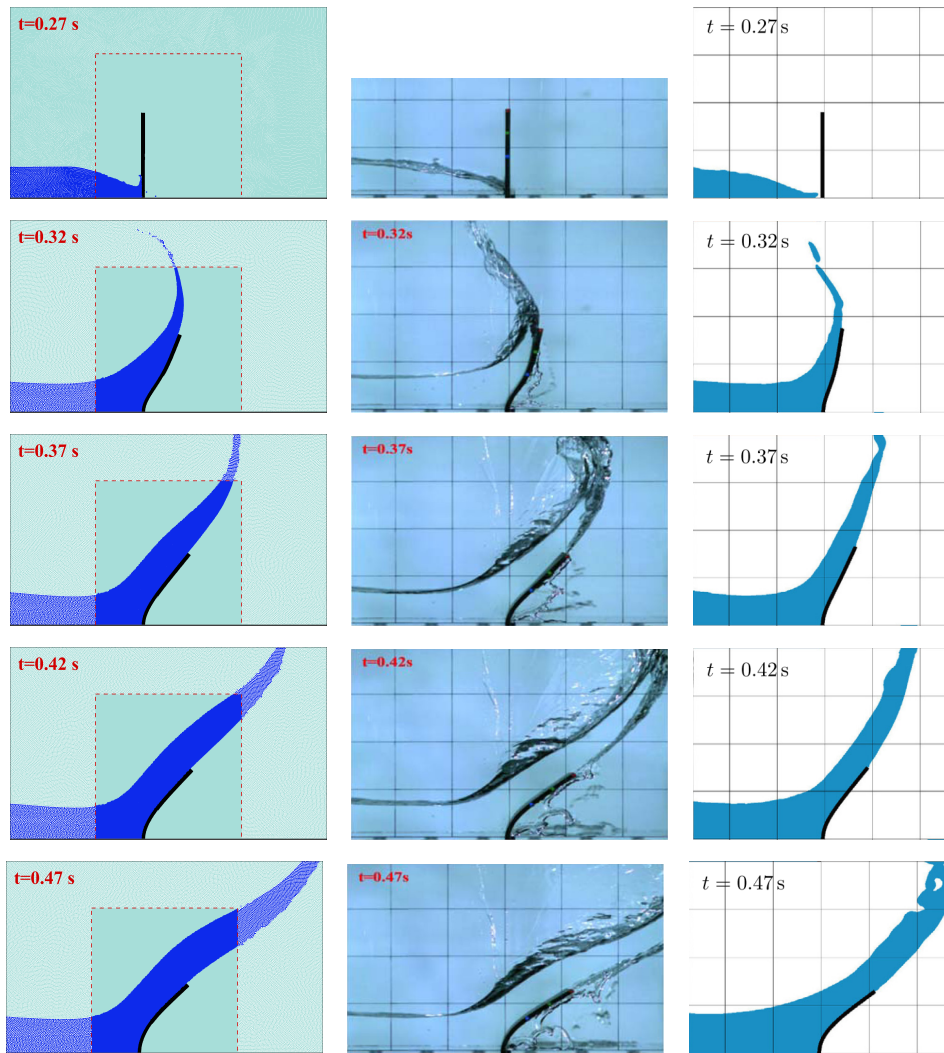 t=0.27 s
t = 0.27 s
t=0.32 s
t=0.32s
t = 0.32 s
t=0.37 s
t=0.37s
t = 0.37 s
t=0.42 s
t=0.42s
t = 0.42 s
t=0.47 s
t=0.47s
t = 0.47 s